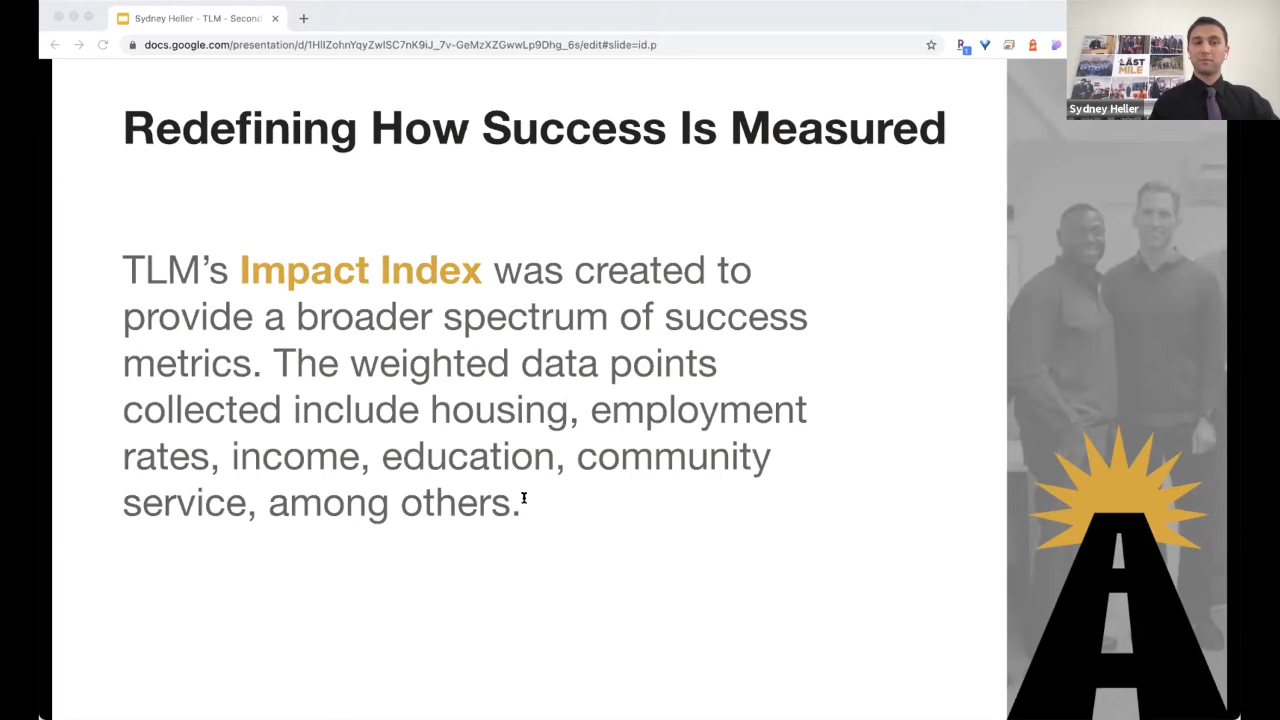 Sydney Heller - TLM - Second
docs.google.com/presentation/d/1HIIZohnYqyZwlSC7nK9iJ_7v-GeMzXZGwwLp9Dhg_6s/edit#slide=id.p
THE
LAST
MILE
Sydney Heller
Redefining How Success Is Measured
TLM’s Impact Index was created to
provide a broader spectrum of success
metrics. The weighted data points
collected include housing, employment
rates, income, education, community
service, among others.